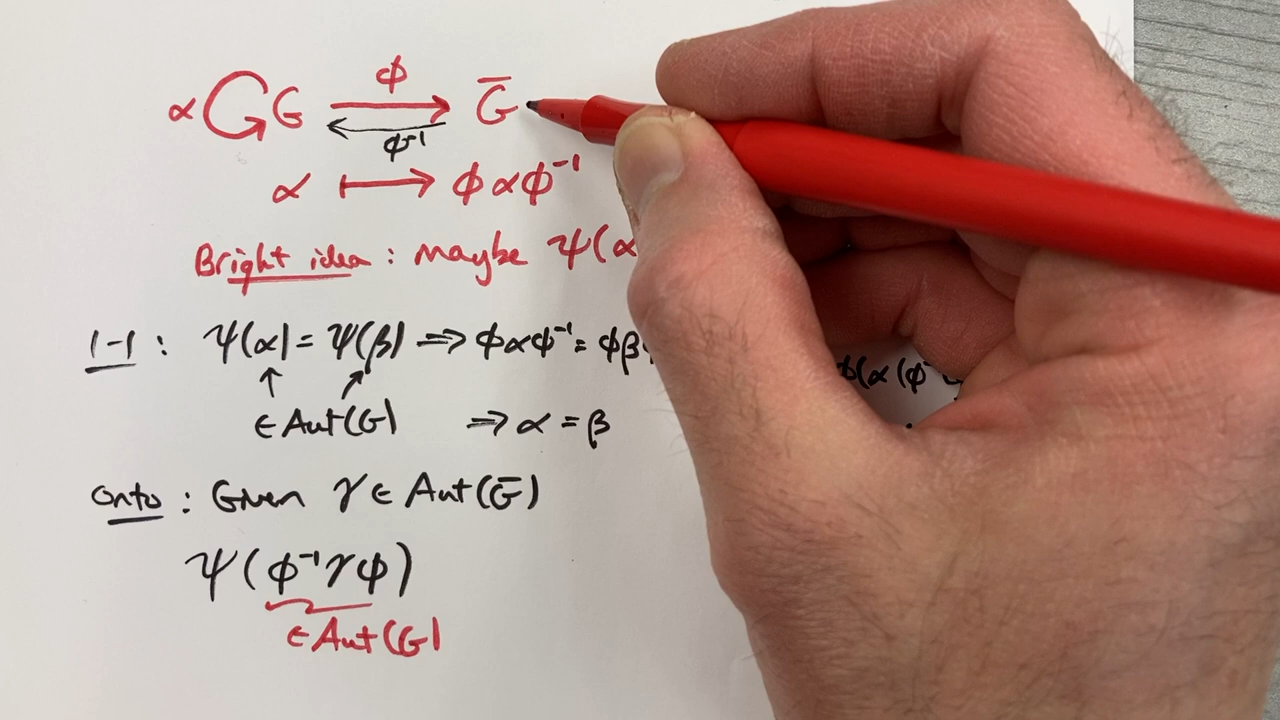 α G ϕ Ḡ
ϕ⁻¹
α ↦ ϕαϕ⁻¹
Bright idea : Maybe Ψ(α
1-1 : Ψ(α) = Ψ(β) ⇒ ϕαϕ⁻¹ = ϕβ
ϕ(α(ϕ⁻
↑ ↗
∈ Aut(G) ⇒ α = β
onto : Given γ ∈ Aut(Ḡ)
Ψ(ϕ⁻¹γϕ)
∈ Aut(G)